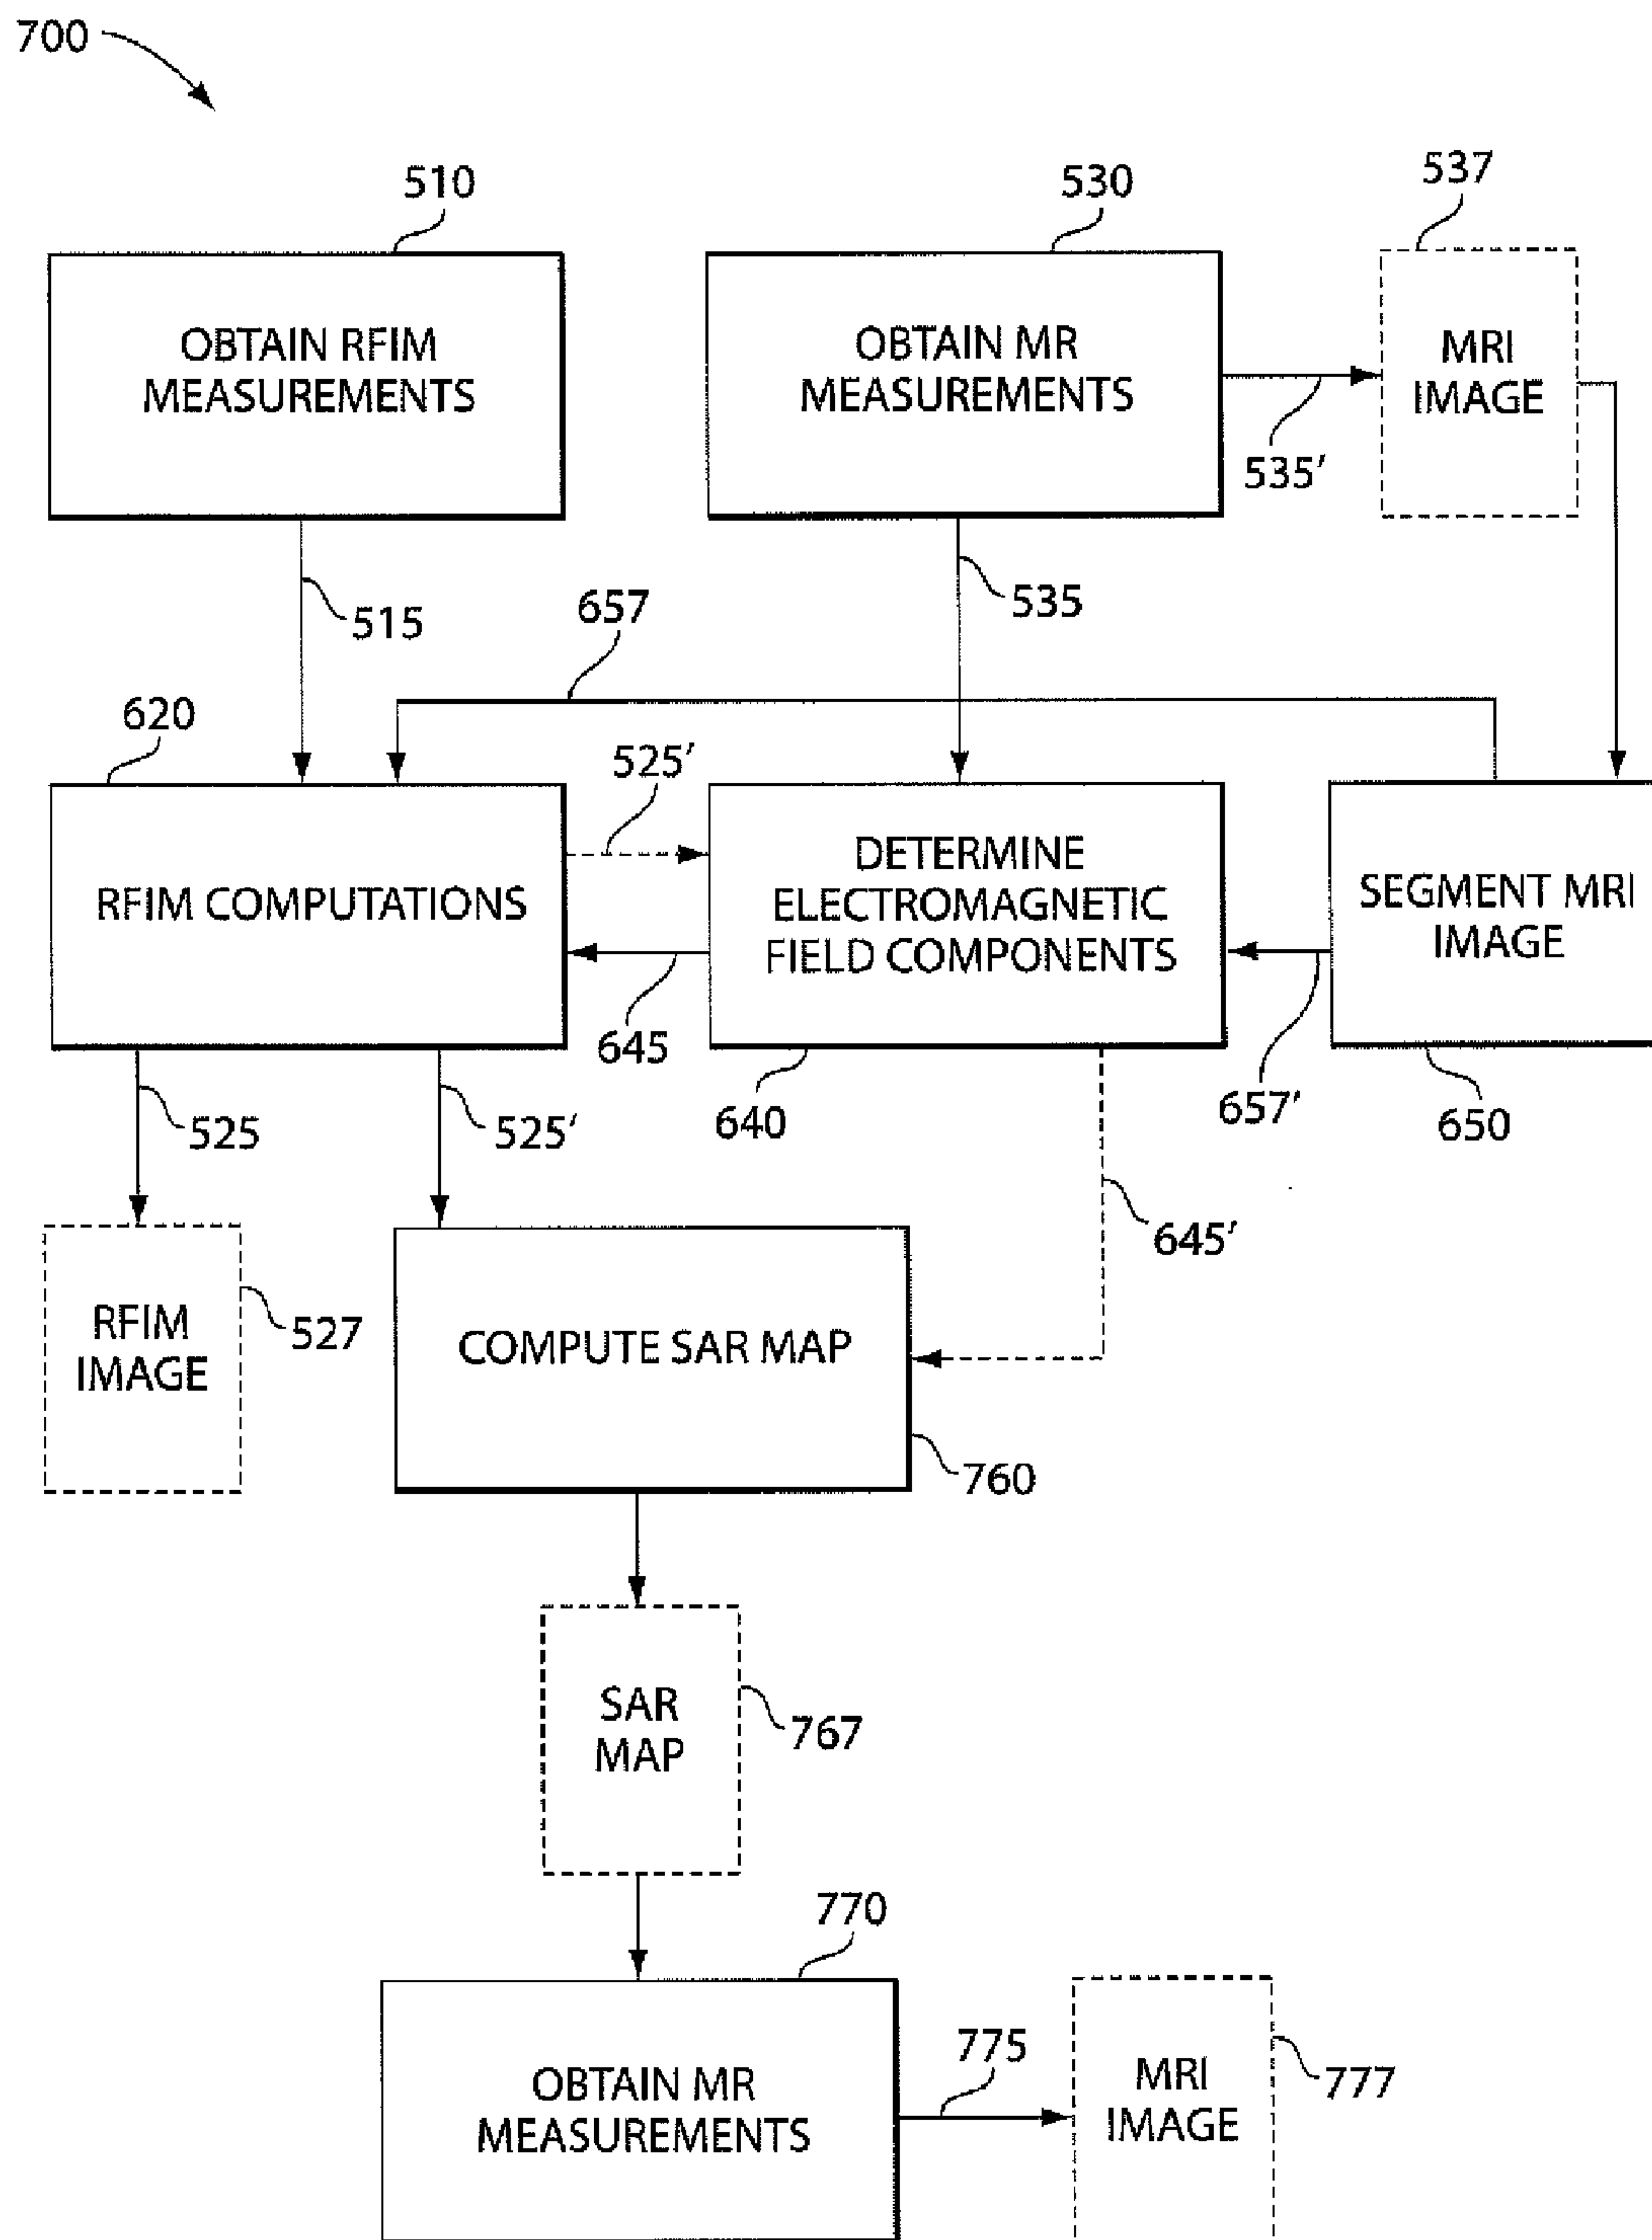 700
510
530
537
OBTAIN RFIM
MEASUREMENTS
OBTAIN MR
MEASUREMENTS
MRI
IMAGE
535'
515
657
535
620
525'
RFIM COMPUTATIONS
DETERMINE
ELECTROMAGNETIC
FIELD COMPONENTS
SEGMENT MRI
IMAGE
645
640
657'
650
525
525'
645'
RFIM
IMAGE
527
COMPUTE SAR MAP
760
SAR
MAP
767
770
OBTAIN MR
MEASUREMENTS
775
MRI
IMAGE
777